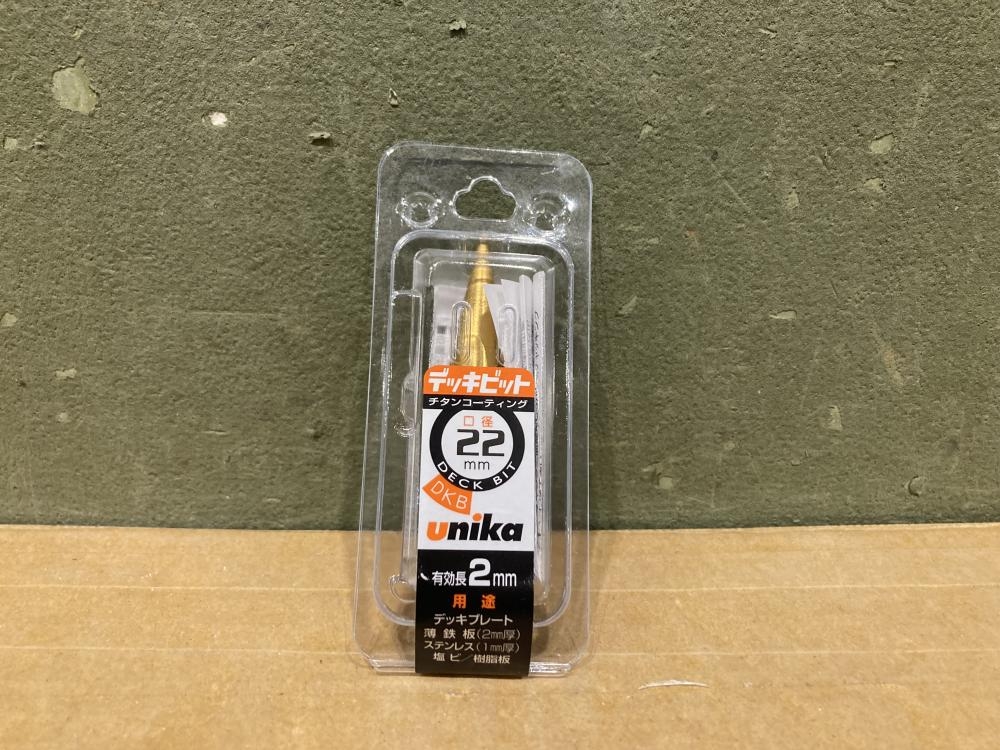 デッキビット
チタンコーティング
口径
22
mm
DECK BIT
DKB
unika
有効長2mm
用途
デッキプレート
薄鉄板(2mm厚)
ステンレス(1mm厚)
塩ビ/樹脂板